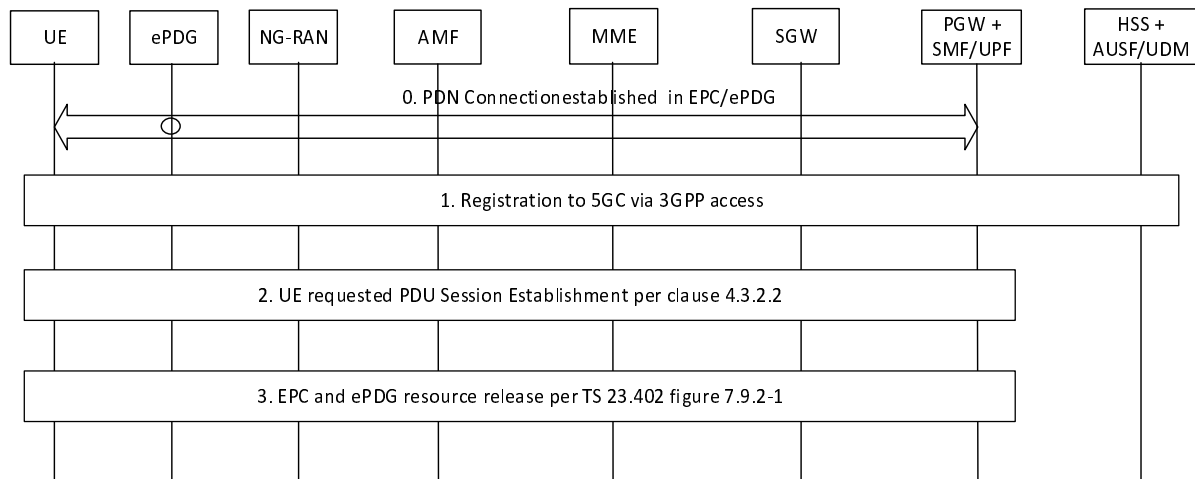 UE
ePDG
NG-RAN
AMF
MME
SGW
PGW +
SMF/UPF
HSS +
AUSF/UDM
0. PDN Connectionestablished in EPC/ePDG
1. Registration to 5GC via 3GPP access
2. UE requested PDU Session Establishment per clause 4.3.2.2
3. EPC and ePDG resource release per TS 23.402 figure 7.9.2-1